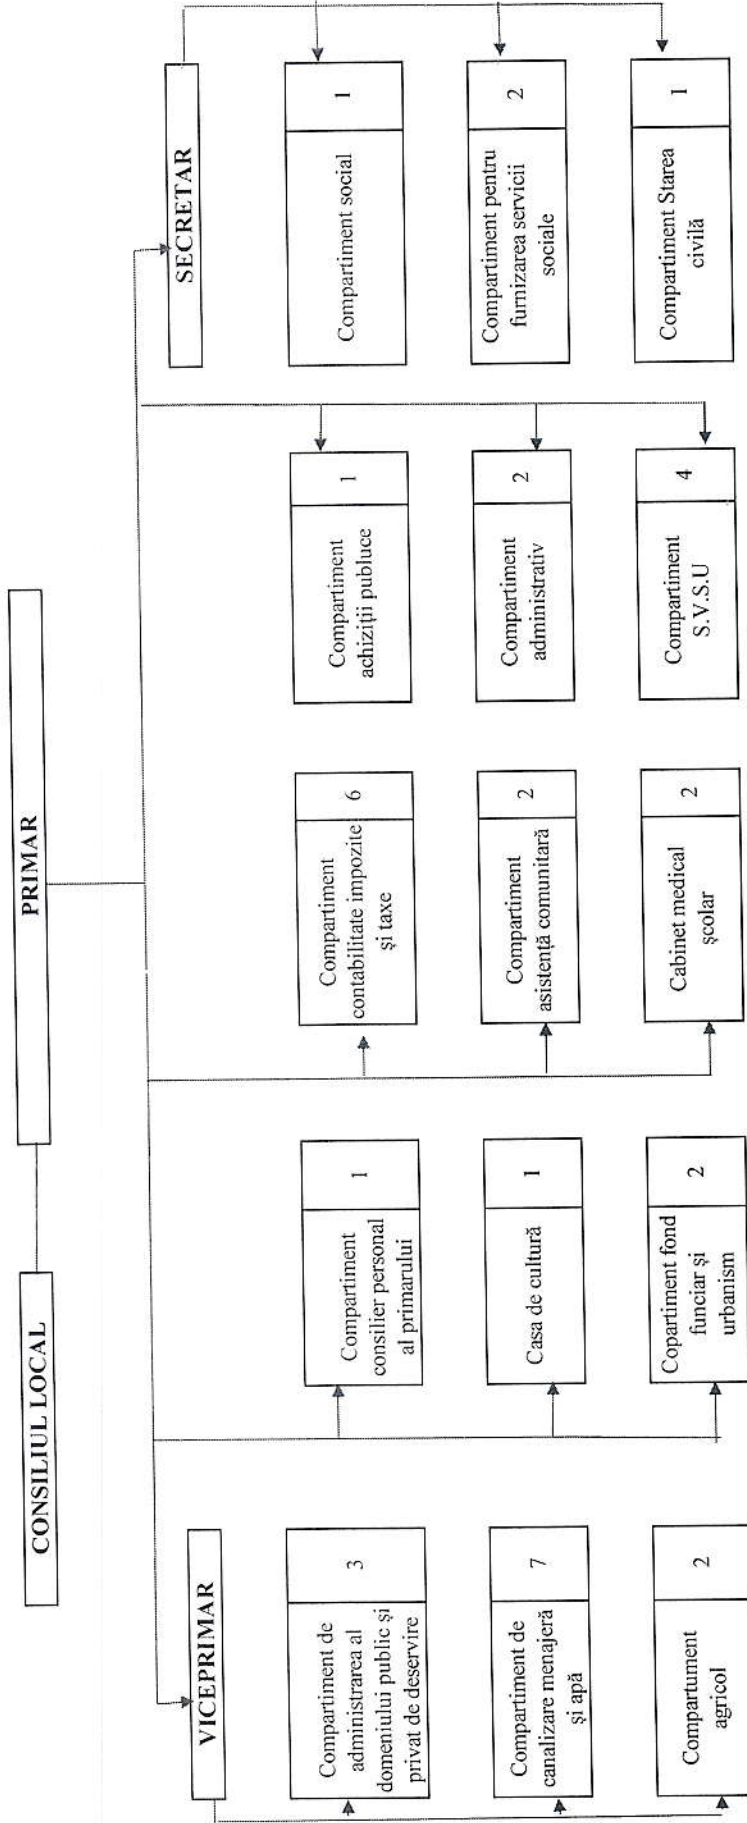 CONSILIUL LOCAL
PRIMAR
VICEPRIMAR
SECRETAR
Compartiment de
administrarea al
domeniului public și
privat de deservire
3
Compartiment de
canalizare menajeră
și apă
7
Compartument
agricol
2
Compartiment
consilier personal
al primarului
1
Casa de cultură
1
Copartiment fond
funciar și
urbanism
2
Compartiment
contabilitate impozite
și taxe
6
Compartiment
asistență comunitară
2
Cabinet medical
școlar
2
Compartiment
achiziții publuce
1
Compartiment
administrativ
2
Compartiment
S.V.S.U
4
Compartiment social
1
Compartiment pentru
furnizarea servicii
sociale
2
Compartiment Starea
civilă
1